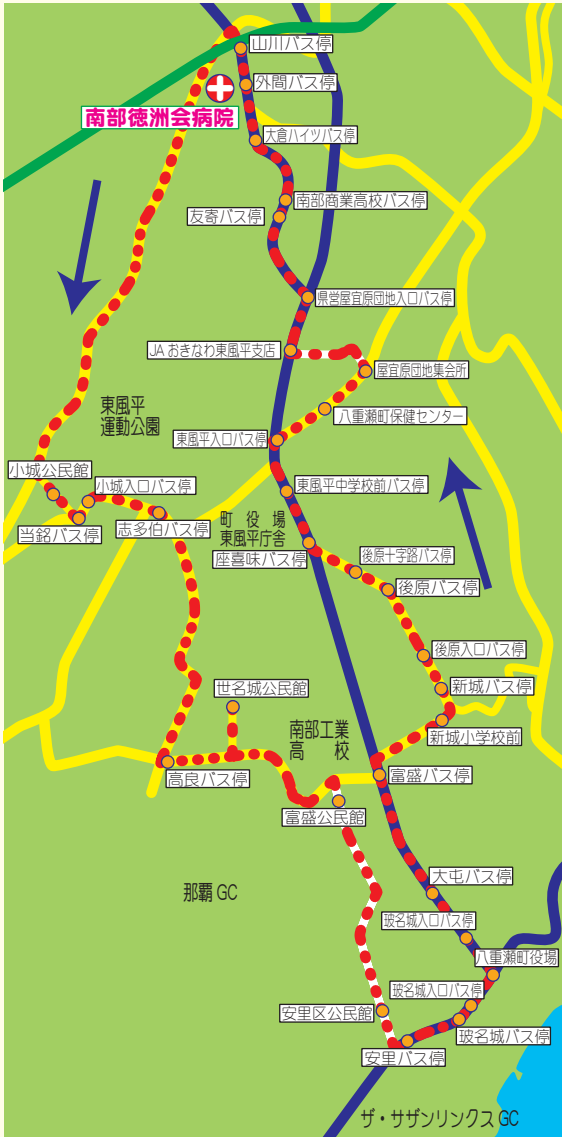 山川バス停
外間バス停
南部徳洲会病院
大倉ハイツバス停
南部商業高校バス停
友寄バス停
県営屋宜原団地入口バス停
JAおきなわ東風平支店
屋宜原団地集会所
東風平
運動公園
八重瀬町保健センター
東風平入口バス停
小城公民館
小城入口バス停
東風平中学校前バス停
当銘バス停
志多伯バス停
町役場
東風平庁舎
座喜味バス停
後原十字路バス停
後原バス停
後原入口バス停
世名城公民館
新城バス停
南部工業
高校
新城小学校前
高良バス停
富盛バス停
富盛公民館
大屯バス停
那覇GC
玻名城入口バス停
八重瀬町役場
玻名城入口バス停
安里区公民館
玻名城バス停
安里バス停
ザ・サザンリンクスGC